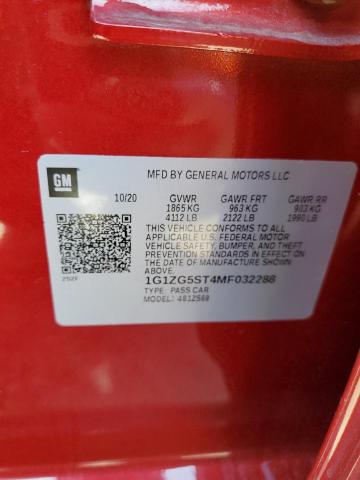 GM
MFD BY GENERAL MOTORS LLC
10/20 GVWR GAWR FRT GAWR RR
1865 KG 963 KG 903 KG
4112 LB 2122 LB 1990 LB
THIS VEHICLE CONFORMS TO ALL
APPLICABLE U.S. FEDERAL MOTOR
VEHICLE SAFETY, BUMPER, AND THEFT
PREVENTION STANDARDS IN EFFECT ON
THE DATE OF MANUFACTURE SHOWN ABOVE.
1G1ZG5ST4MF032288
TYPE: PASS CAR
MODEL: 481ZS69